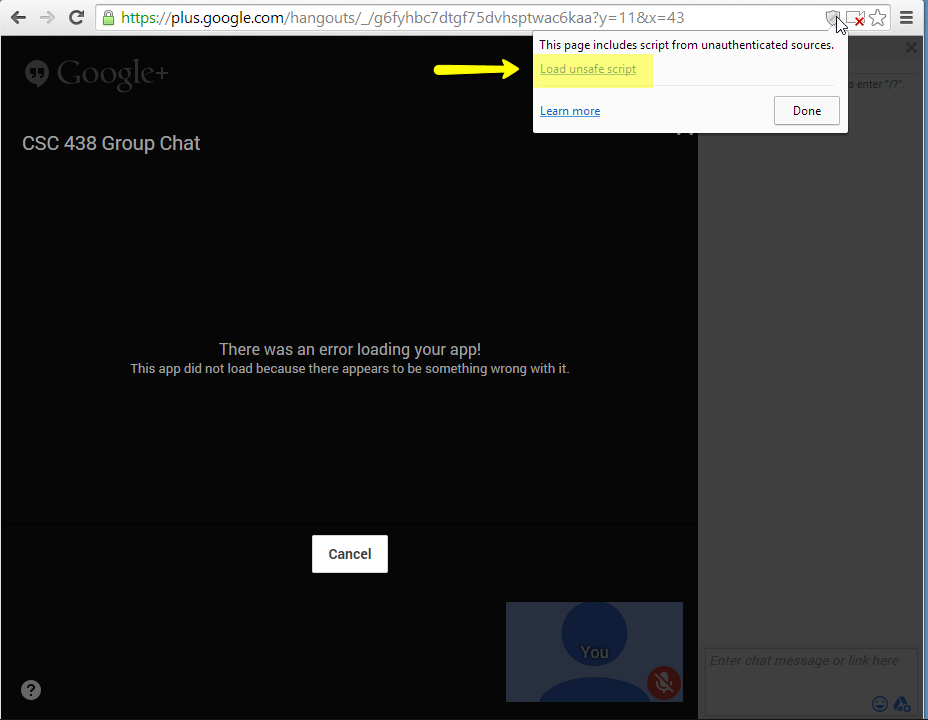 https://plus.google.com/hangouts/_/g6fyhbc7dtgf75dvhsptwac6kaa?y=11&x=43
This page includes script from unauthenticated sources.
Load unsafe script
Learn more
Done
s enter "/?".
Google+
CSC 438 Group Chat
There was an error loading your app!
This app did not load because there appears to be something wrong with it.
Cancel
You
Enter chat message or link here
?